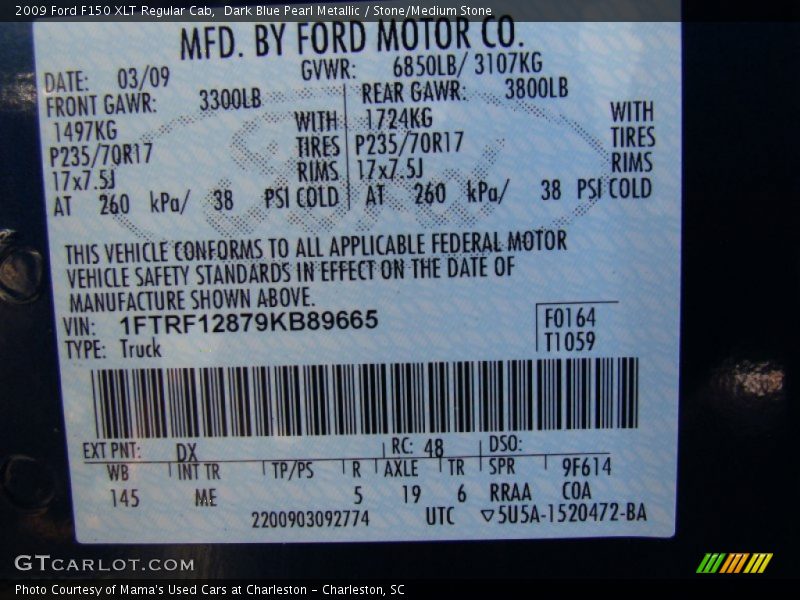 2009 Ford F150 XLT Regular Cab, Dark Blue Pearl Metallic / Stone/Medium Stone
MFD. BY FORD MOTOR CO.
DATE: 03/09 GVWR: 6850LB/ 3107KG
FRONT GAWR: 3300LB REAR GAWR: 3800LB
1497KG WITH 1724KG WITH
P235/70R17 TIRES P235/70R17 TIRES
17x7.5J RIMS 17x7.5J RIMS
AT 260 kPa/ 38 PSI COLD AT 260 kPa/ 38 PSI COLD
THIS VEHICLE CONFORMS TO ALL APPLICABLE FEDERAL MOTOR
VEHICLE SAFETY STANDARDS IN EFFECT ON THE DATE OF
MANUFACTURE SHOWN ABOVE.
VIN: 1FTRF12879KB89665 F0164
TYPE: Truck T1059
EXT PNT: DX RC: 48 DSO:
WB INT TR TP/PS R AXLE TR SPR 9F614
145 ME 5 19 6 RRAA COA
2200903092774 UTC ▽5U5A-1520472-BA
GTCARLOT.COM
Photo Courtesy of Mama's Used Cars at Charleston - Charleston, SC